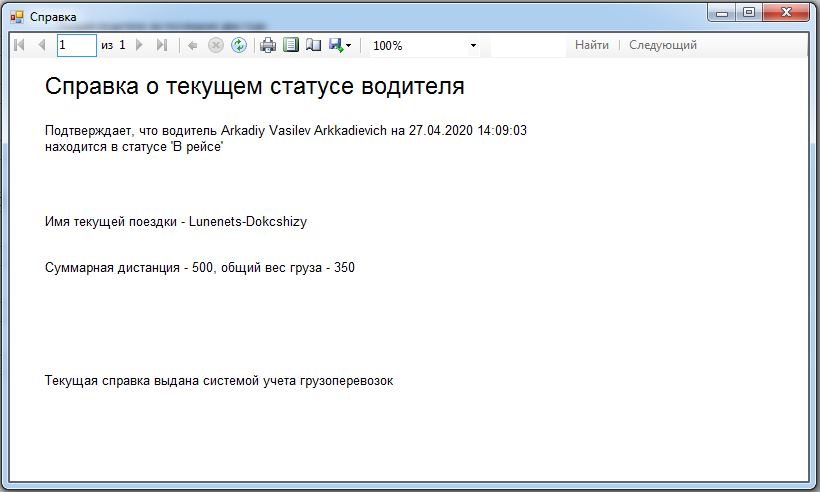 Справка
1 из 1 100% Найти Следующий
Справка о текущем статусе водителя
Подтверждает, что водитель Arkadiy Vasilev Arkkadievich на 27.04.2020 14:09:03
находится в статусе 'В рейсе'
Имя текущей поездки - Lunenets-Dokcshizy
Суммарная дистанция - 500, общий вес груза - 350
Текущая справка выдана системой учета грузоперевозок